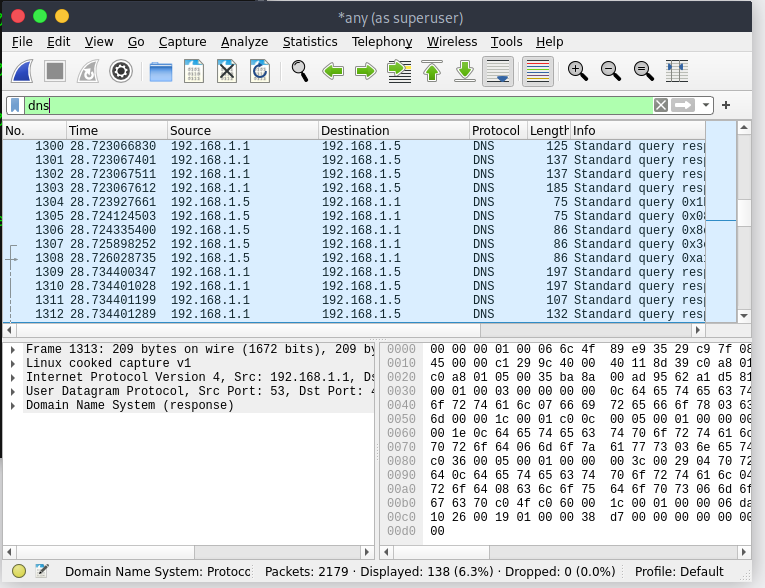 *any (as superuser)
File Edit View Go Capture Analyze Statistics Telephony Wireless Tools Help
dns
No. Time Source Destination Protocol Length Info
1300 28.723066830 192.168.1.1 192.168.1.5 DNS 125 Standard query resp
1301 28.723067401 192.168.1.1 192.168.1.5 DNS 137 Standard query resp
1302 28.723067511 192.168.1.1 192.168.1.5 DNS 137 Standard query resp
1303 28.723067612 192.168.1.1 192.168.1.5 DNS 185 Standard query resp
1304 28.723927661 192.168.1.5 192.168.1.1 DNS 75 Standard query 0x1
1305 28.724124503 192.168.1.5 192.168.1.1 DNS 75 Standard query 0x0
1306 28.724335400 192.168.1.5 192.168.1.1 DNS 86 Standard query 0x8
1307 28.725898252 192.168.1.5 192.168.1.1 DNS 86 Standard query 0x3
1308 28.726028735 192.168.1.5 192.168.1.1 DNS 86 Standard query 0xa
1309 28.734400347 192.168.1.1 192.168.1.5 DNS 197 Standard query resp
1310 28.734401028 192.168.1.1 192.168.1.5 DNS 197 Standard query resp
1311 28.734401199 192.168.1.1 192.168.1.5 DNS 107 Standard query resp
1312 28.734401289 192.168.1.1 192.168.1.5 DNS 132 Standard query resp
Frame 1313: 209 bytes on wire (1672 bits), 209 by
Linux cooked capture v1
Internet Protocol Version 4, Src: 192.168.1.1, Ds
User Datagram Protocol, Src Port: 53, Dst Port: 4
Domain Name System (response)
0000 00 00 00 01 00 06 6c 4f 89 e9 35 29 c9 7f 08
0010 45 00 00 c1 29 9c 40 00 40 11 8d 39 c0 a8 01
0020 c0 a8 01 05 00 35 ba 8a 00 ad 95 62 a1 d5 81
0030 00 01 00 03 00 00 00 00 0c 64 65 74 65 63 74
0040 6f 72 74 61 6c 07 66 69 72 65 66 6f 78 03 63
0050 6d 00 00 1c 00 01 c0 0c 00 05 00 01 00 00 00
0060 00 1e 0c 64 65 74 65 63 74 70 6f 72 74 61 6c
0070 70 72 6f 64 06 6d 6f 7a 61 77 73 03 6e 65 74
0080 c0 36 00 05 00 01 00 00 00 3c 00 29 04 70 72
0090 64 0c 64 65 74 65 63 74 70 6f 72 74 61 6c 04
00a0 72 6f 64 08 63 6c 6f 75 64 6f 70 73 06 6d 6f
00b0 67 63 70 c0 4f c0 60 00 1c 00 01 00 00 06 da
00c0 10 26 00 19 01 00 00 38 d7 00 00 00 00 00 00
00d0 00
Domain Name System: Protoco Packets: 2179 · Displayed: 138 (6.3%) · Dropped: 0 (0.0%) Profile: Default